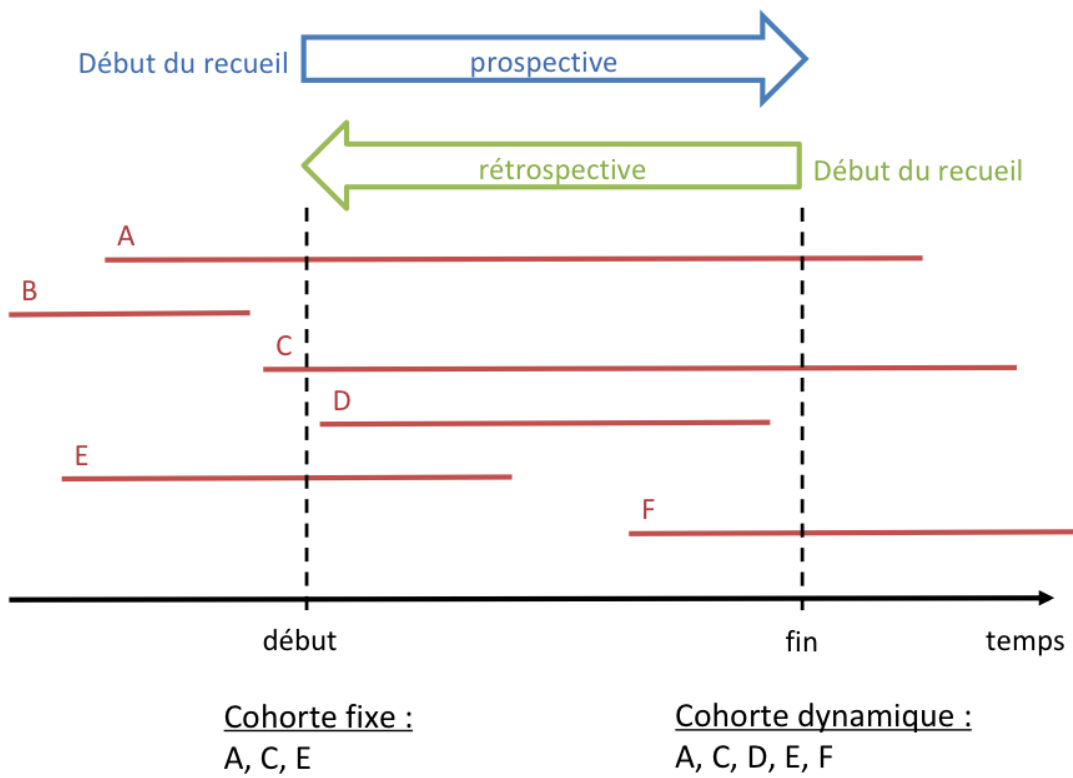 Début du recueil
prospective
rétrospective
Début du recueil
A
B
C
D
E
F
début
fin
temps
Cohorte fixe :
A, C, E
Cohorte dynamique :
A, C, D, E, F